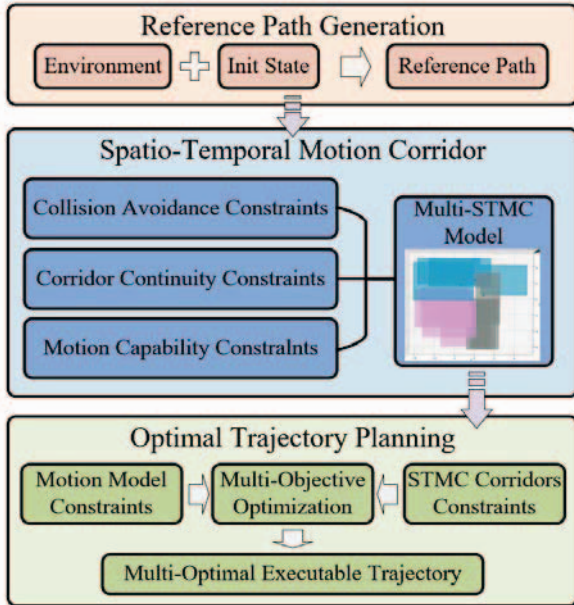 Reference Path Generation
Environment
Init State
Reference Path
Spatio-Temporal Motion Corridor
Collision Avoidance Constraints
Corridor Continuity Constraints
Motion Capability Constralnts
Multi-STMC
Model
Optimal Trajectory Planning
Motion Model
Constraints
Multi-Objective
Optimization
STMC Corridors
Constraints
Multi-Optimal Executable Trajectory